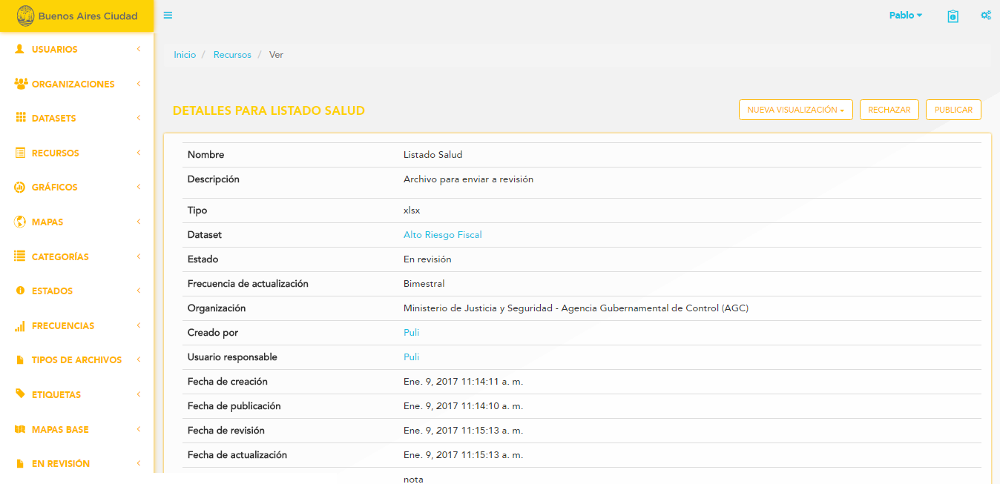 Buenos Aires Ciudad
Pablo
USUARIOS
ORGANIZACIONES
DATASETS
RECURSOS
GRÁFICOS
MAPAS
CATEGORÍAS
ESTADOS
FRECUENCIAS
TIPOS DE ARCHIVOS
ETIQUETAS
MAPAS BASE
EN REVISIÓN
Inicio / Recursos / Ver
DETALLES PARA LISTADO SALUD
NUEVA VISUALIZACIÓN RECHAZAR PUBLICAR
Nombre Listado Salud
Descripción Archivo para enviar a revisión
Tipo xlsx
Dataset Alto Riesgo Fiscal
Estado En revisión
Frecuencia de actualización Bimestral
Organización Ministerio de Justicia y Seguridad - Agencia Gubernamental de Control (AGC)
Creado por Puli
Usuario responsable Puli
Fecha de creación Ene. 9, 2017 11:14:11 a. m.
Fecha de publicación Ene. 9, 2017 11:14:10 a. m.
Fecha de revisión Ene. 9, 2017 11:15:13 a. m.
Fecha de actualización Ene. 9, 2017 11:15:13 a. m.
nota